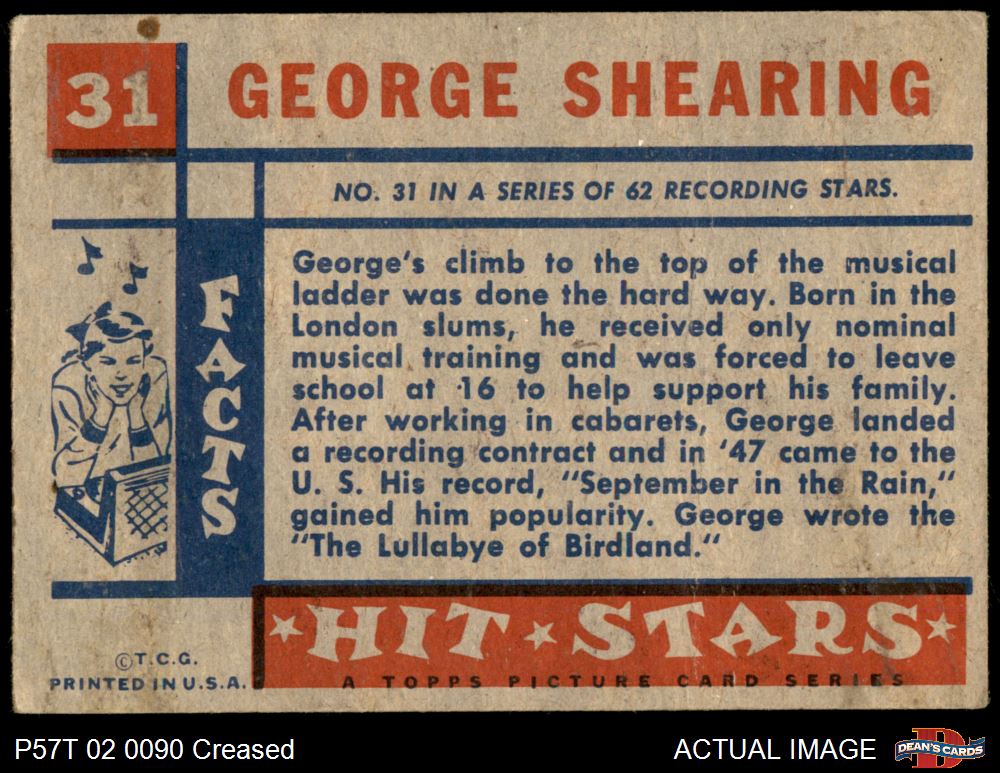 31
GEORGE SHEARING
NO. 31 IN A SERIES OF 62 RECORDING STARS.
FACTS
George's climb to the top of the musical
ladder was done the hard way. Born in the
London slums, he received only nominal
musical training and was forced to leave
school at 16 to help support his family.
After working in cabarets, George landed
a recording contract and in '47 came to the
U. S. His record, "September in the Rain,"
gained him popularity. George wrote the
"The Lullabye of Birdland."
HIT STARS
A TOPPS PICTURE CARD SERIES
©T.C.G.
PRINTED IN U.S.A.
P57T 02 0090 Creased
ACTUAL IMAGE
D
DEAN'S CARDS